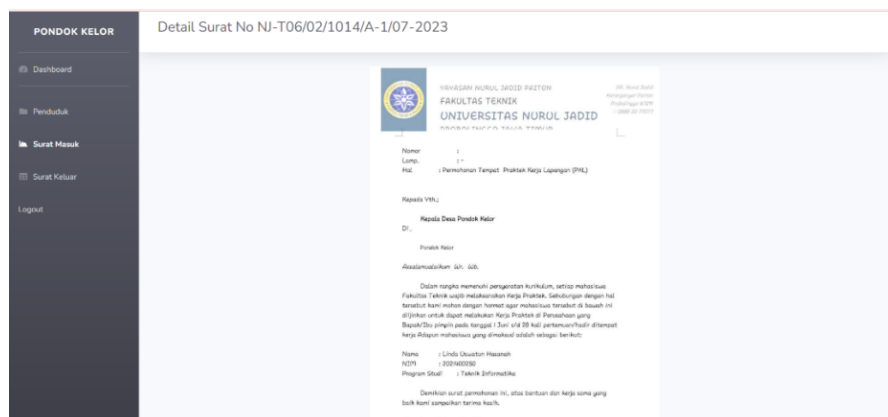 PONDOK KELOR
Dashboard
Penduduk
Surat Masuk
Surat Keluar
Logout
Detail Surat No NJ-T06/02/1014/A-1/07-2023
YAYASAN NURUL JADID PAITON
FAKULTAS TEKNIK
UNIVERSITAS NURUL JADID
PROBOLINGGO JAWA TIMUR
Nomor :
Lamp. : -
Hal : Permohonan Tempat Praktek Kerja Lapangan (PKL)
Kepada Yth.;
Kepala Desa Pondok Kelor
Di,
Pondok Kelor
Assalamualaikum Wr. Wb.
Dalam rangka memenuhi persyaratan kurikulum, setiap mahasiswa
Fakultas Teknik wajib melaksanakan Kerja Praktek. Sehubungan dengan hal
tersebut kami mohon dengan hormat agar mahasiswa tersebut di bawah ini
diijinkan untuk dapat melakukan Kerja Praktek di Perusahaan yang
Bapak/Ibu pimpin pada tanggal 1 Juni s/d 28 kali pertemuan/hadir ditempat
kerja Adapun mahasiswa yang dimaksud adalah sebagai berikut:
Nama : Linda Uswatun Hasanah
NIM :
Program Studi : Teknik Informatika
Demikian surat permohonan ini, atas bantuan dan kerja sama yang
baik kami sampaikan terima kasih.